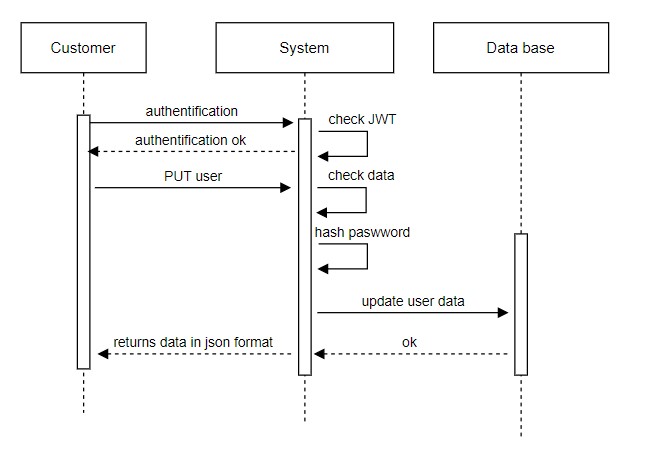 Customer
System
Data base
authentification
check JWT
authentification ok
PUT user
check data
hash paswword
update user data
returns data in json format
ok